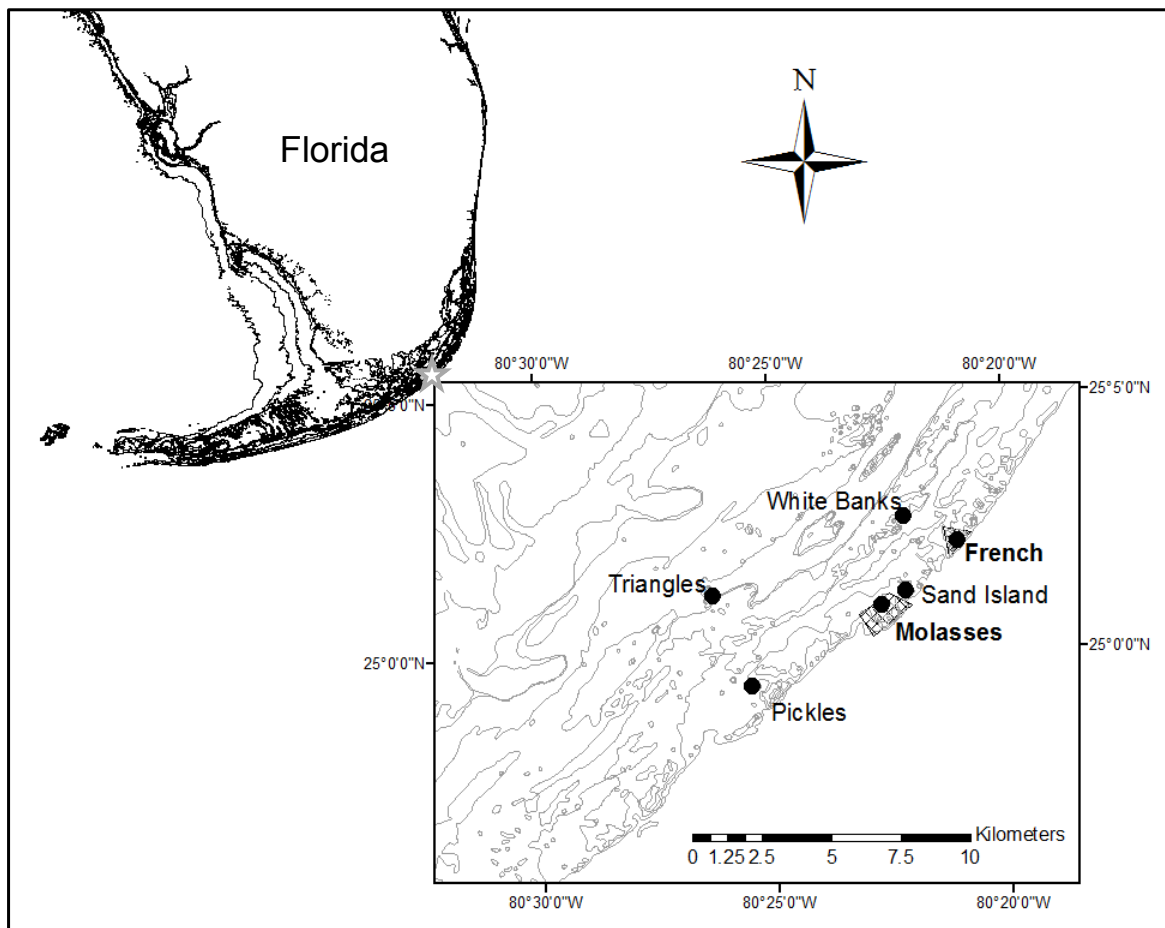 N
Florida
80°30'0"W 80°25'0"W 80°20'0"W
25°5'0"N
5'0"N
White Banks
French
Triangles
Sand Island
Molasses
25°0'0"N 25°0'0"N
Pickles
Kilometers
0 1.25 2.5 5 7.5 10
80°30'0"W 80°25'0"W 80°20'0"W